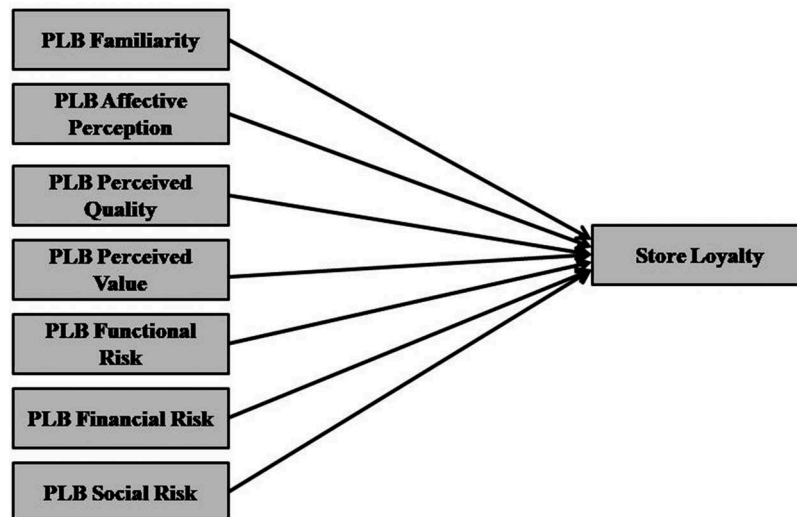 PLB Familiarity
PLB Affective
Perception
PLB Perceived
Quality
PLB Perceived
Value
PLB Functional
Risk
PLB Financial Risk
PLB Social Risk
Store Loyalty